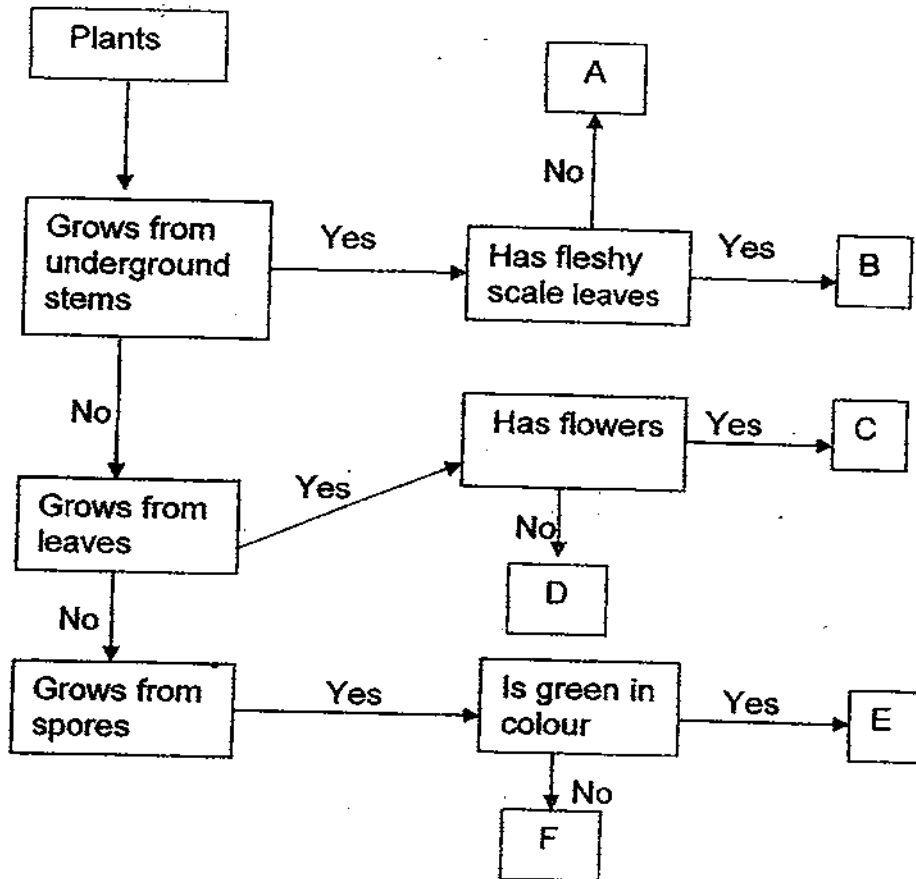 Plants
A
No
Grows from
underground
stems
Yes
Has fleshy
scale leaves
Yes
B
No
Has flowers
Yes
C
Grows from
leaves
Yes
No
D
No
Grows from
spores
Yes
Is green in
colour
Yes
E
No
F